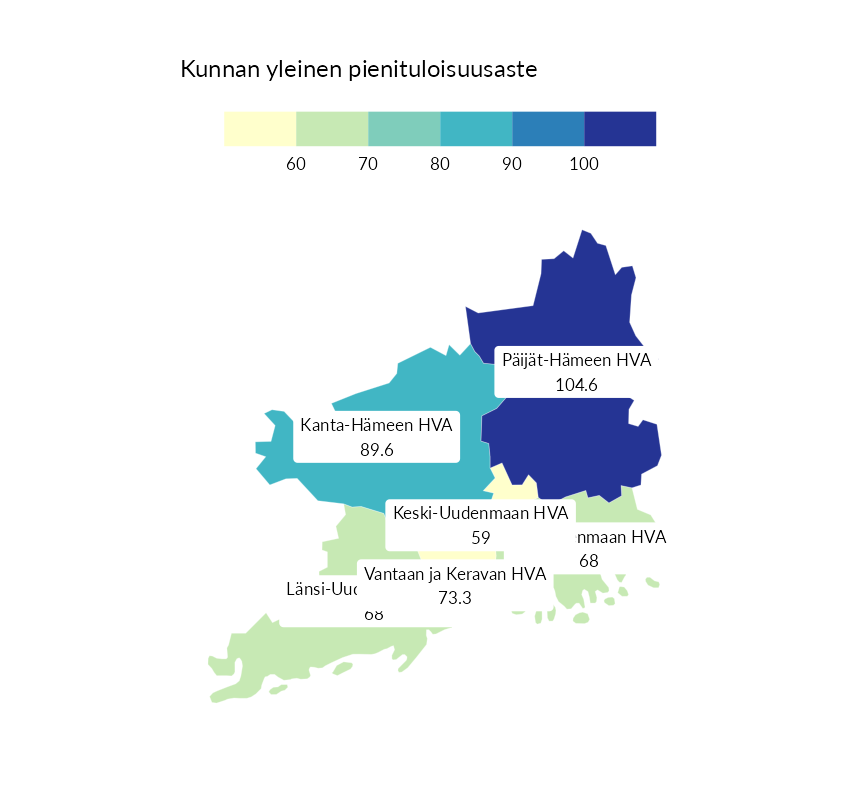 Kunnan yleinen pienituloisuusaste
60 70 80 90 100
Päijät-Hämeen HVA
104.6
Kanta-Hämeen HVA
89.6
Keski-Uudenmaan HVA
59
nmaan HVA
68
Vantaan ja Keravan HVA
73.3
Länsi-Uud
68